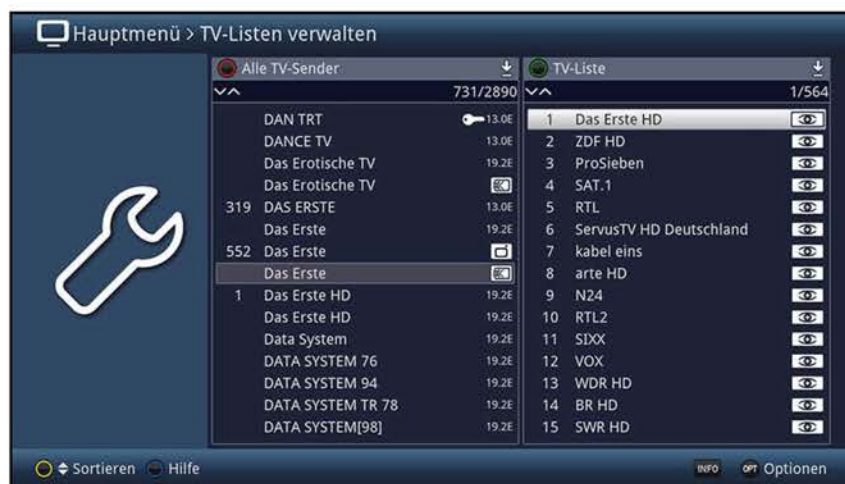 Hauptmenü > TV-Listen verwalten
Alle TV-Sender
731/2890
DAN TRT 13.0E
DANCE TV 13.0E
Das Erotische TV 19.2E
Das Erotische TV
319 DAS ERSTE 13.0E
Das Erste 19.2E
552 Das Erste
Das Erste
1 Das Erste HD 19.2E
Das Erste HD 19.2E
Data System 19.2E
DATA SYSTEM 76 19.2E
DATA SYSTEM 94 19.2E
DATA SYSTEM TR 78 19.2E
DATA SYSTEM[98] 19.2E
TV-Liste
1/564
1 Das Erste HD
2 ZDF HD
3 ProSieben
4 SAT.1
5 RTL
6 ServusTV HD Deutschland
7 kabel eins
8 arte HD
9 N24
10 RTL2
11 SIXX
12 VOX
13 WDR HD
14 BR HD
15 SWR HD
Sortieren Hilfe INFO OPT Optionen